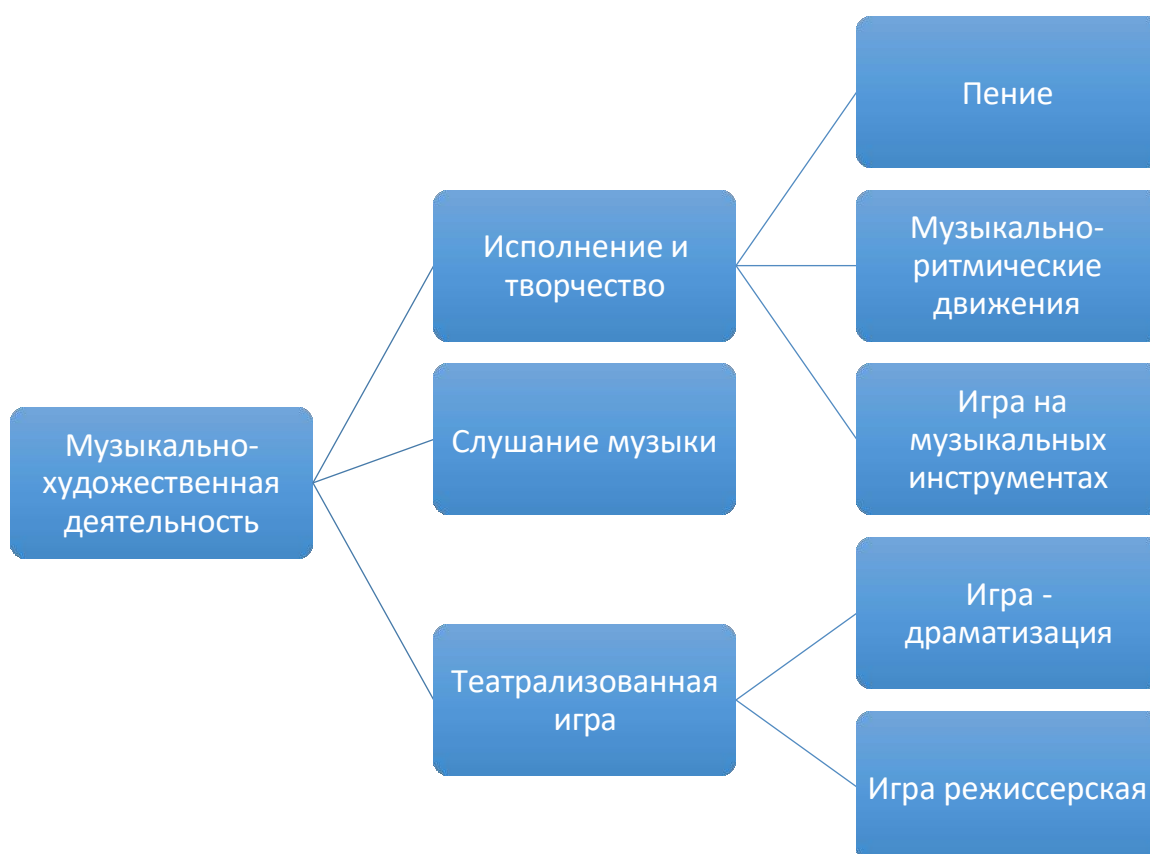 Музыкально-
художественная
деятельность
Исполнение и
творчество
Слушание музыки
Театрализованная
игра
Пение
Музыкально-
ритмические
движения
Игра на
музыкальных
инструментах
Игра -
драматизация
Игра режиссерская